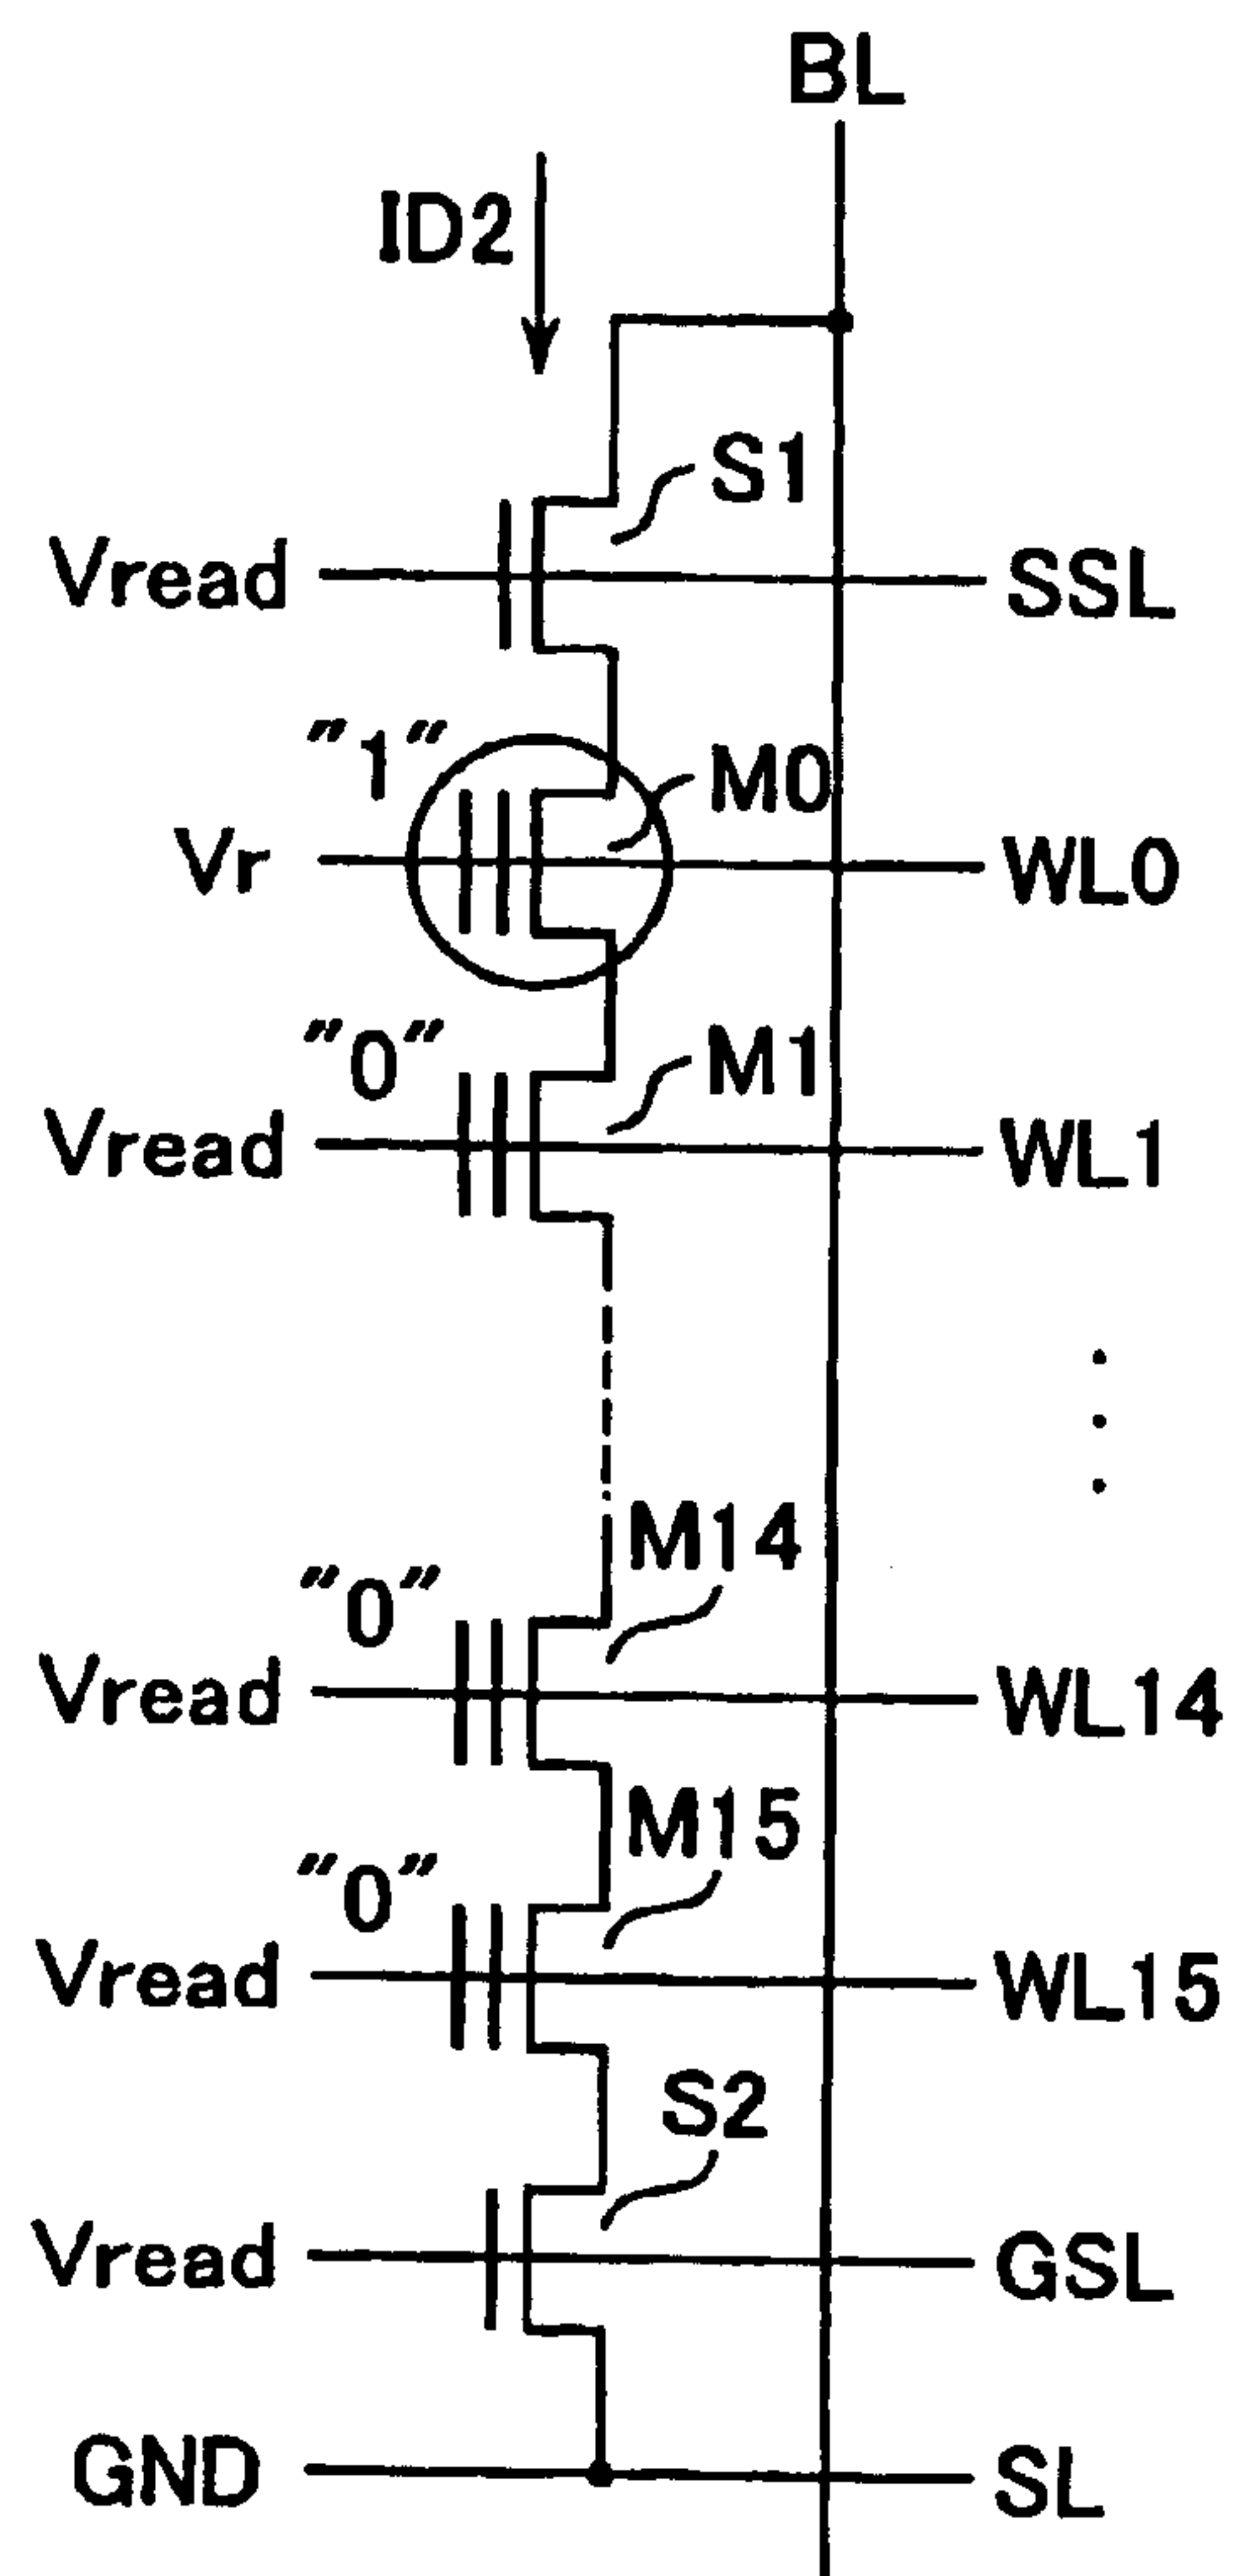 BL
ID2
S1
Vread SSL
"1" M0
Vr WL0
"0" M1
Vread WL1
M14
"0"
Vread WL14
M15
"0"
Vread WL15
S2
Vread GSL
GND SL